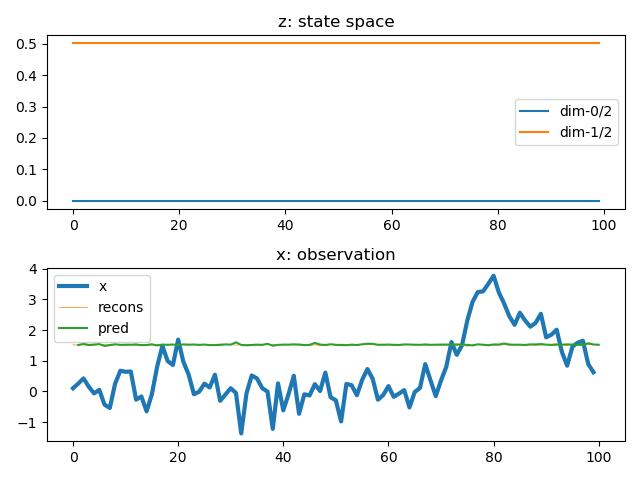 z: state space
0.5
0.4
0.3
0.2
0.1
0.0
dim-0/2
dim-1/2
0 20 40 60 80 100
x: observation
4
3
2
1
0
−1
x
recons
pred
0 20 40 60 80 100